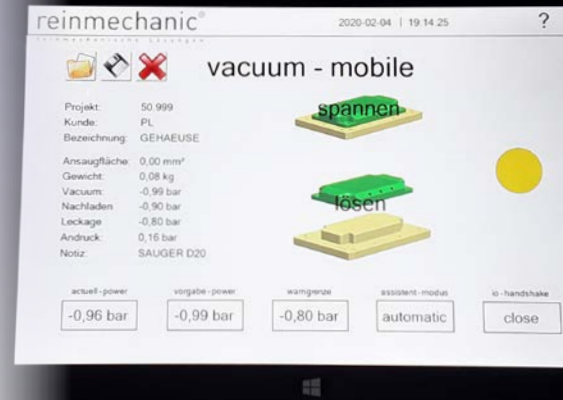 reinmechanic®
2020-02-04 | 19:14:25
?
vacuum - mobile
Projekt: 50.999
Kunde: PL
Bezeichnung: GEHAEUSE
Ansaugfläche: 0,00 mm²
Gewicht: 0,08 kg
Vacuum: -0,99 bar
Nachladen -0,90 bar
Leckage -0,80 bar
Andruck: 0,16 bar
Notiz: SAUGER D20
spannen
lösen
actuell-power vorgabe-power warngrenze assistent-modus io-handshake
-0,96 bar -0,99 bar -0,80 bar automatic close